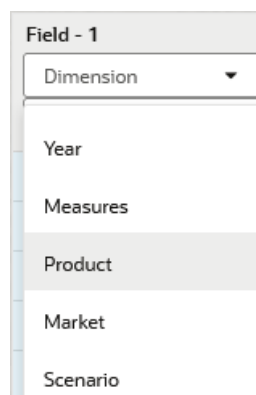 Field - 1
Dimension
Year
Measures
Product
Market
Scenario